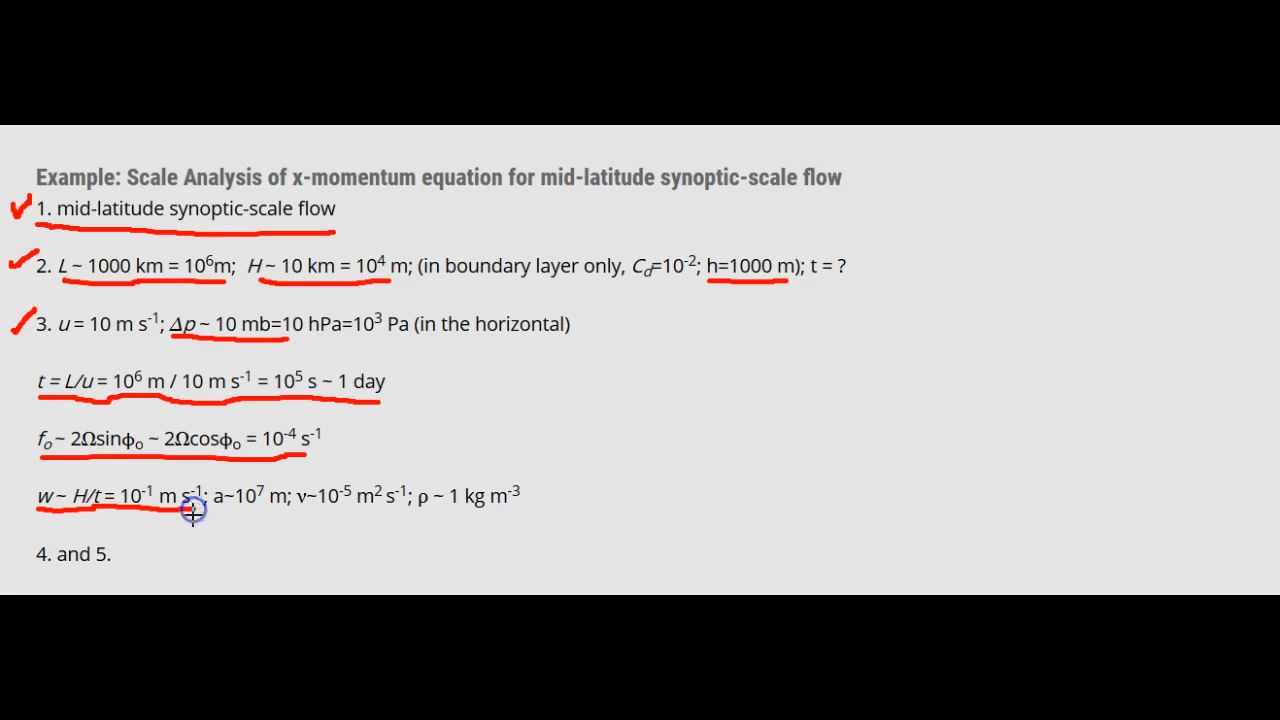 Example: Scale Analysis of x-momentum equation for mid-latitude synoptic-scale flow
1. mid-latitude synoptic-scale flow
2. L ~ 1000 km = 10⁶m; H ~ 10 km = 10⁴ m; (in boundary layer only, C_d=10⁻²; h=1000 m); t = ?
3. u = 10 m s⁻¹; Δp ~ 10 mb=10 hPa=10³ Pa (in the horizontal)
t = L/u = 10⁶ m / 10 m s⁻¹ = 10⁵ s ~ 1 day
fₒ ~ 2Ωsinϕₒ ~ 2Ωcosϕₒ = 10⁻⁴ s⁻¹
w ~ H/t = 10⁻¹ m s⁻¹; a~10⁷ m; ν~10⁻⁵ m² s⁻¹; ρ ~ 1 kg m⁻³
4. and 5.